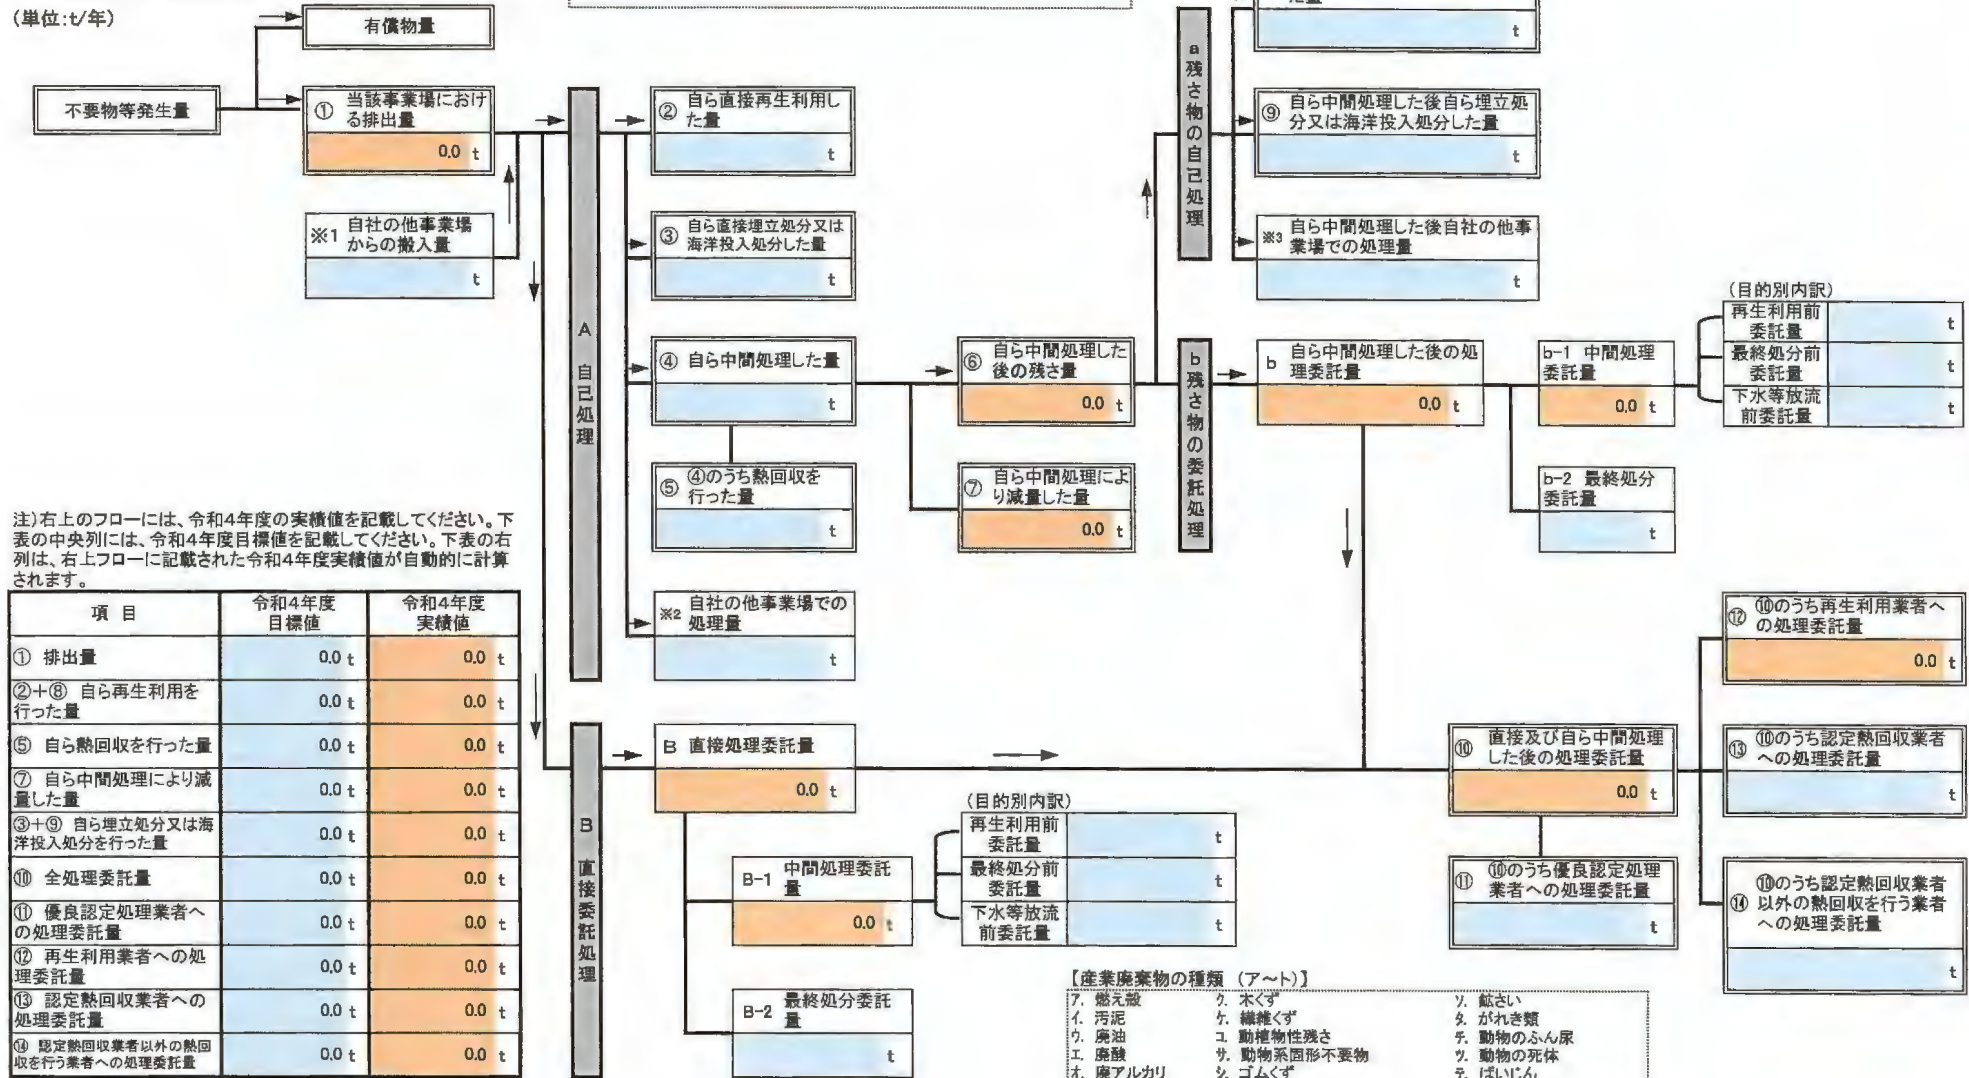 (単位:t/年)
有償物量
不要物等発生量
① 当該事業場におけ
る排出量
0.0 t
※1 自社の他事業場
からの搬入量
t
A 自己処理
② 自ら直接再生利用し
た量
t
③ 自ら直接埋立処分又は
海洋投入処分した量
t
④ 自ら中間処理した量
t
⑤ ④のうち熱回収を
行った量
t
※2 自社の他事業場での
処理量
t
⑥ 自ら中間処理した
後の残さ量
0.0 t
⑦ 自ら中間処理によ
り減量した量
0.0 t
a 残さ物の自己処理
t
⑨ 自ら中間処理した後自ら埋立処
分又は海洋投入処分した量
t
※3 自ら中間処理した後自社の他事
業場での処理量
t
b 残さ物の委託処理
b 自ら中間処理した後の処
理委託量
0.0 t
b-1 中間処理
委託量
0.0 t
(目的別内訳)
再生利用前
委託量 t
最終処分前
委託量 t
下水等放流
前委託量 t
b-2 最終処分
委託量
t
注)右上のフローには、令和4年度の実績値を記載してください。下
表の中央列には、令和4年度目標値を記載してください。下表の右
列は、右上フローに記載された令和4年度実績値が自動的に計算
されます。
項 目 令和4年度
目標値 令和4年度
実績値
① 排出量 0.0 t 0.0 t
②+⑧ 自ら再生利用を
行った量 0.0 t 0.0 t
⑤ 自ら熱回収を行った量 0.0 t 0.0 t
⑦ 自ら中間処理により減
量した量 0.0 t 0.0 t
③+⑨ 自ら埋立処分又は海
洋投入処分を行った量 0.0 t 0.0 t
⑩ 全処理委託量 0.0 t 0.0 t
⑪ 優良認定処理業者へ
の処理委託量 0.0 t 0.0 t
⑫ 再生利用業者への処
理委託量 0.0 t 0.0 t
⑬ 認定熱回収業者への
処理委託量 0.0 t 0.0 t
⑭ 認定熱回収業者以外の熱回
収を行う業者への処理委託量 0.0 t 0.0 t
B 直接委託処理
B 直接処理委託量
0.0 t
B-1 中間処理委託
量
0.0 t
(目的別内訳)
再生利用前
委託量 t
最終処分前
委託量 t
下水等放流
前委託量 t
B-2 最終処分委託
量
t
⑩ 直接及び自ら中間処理
した後の処理委託量
0.0 t
⑪ ⑩のうち優良認定処理
業者への処理委託量
t
⑫ ⑩のうち再生利用業者へ
の処理委託量
0.0 t
⑬ ⑩のうち認定熱回収業者
への処理委託量
t
⑭ ⑩のうち認定熱回収業者
以外の熱回収を行う業者
への処理委託量
t
【産業廃棄物の種類 (ア～ト)】
ア. 燃え殻 ク. 木くず ソ. 鉱さい
イ. 汚泥 ケ. 繊維くず タ. がれき類
ウ. 廃油 コ. 動植物性残さ チ. 動物のふん尿
エ. 廃酸 サ. 動物系固形不要物 ツ. 動物の死体
オ. 廃アルカリ シ. ゴムくず テ. ばいじん